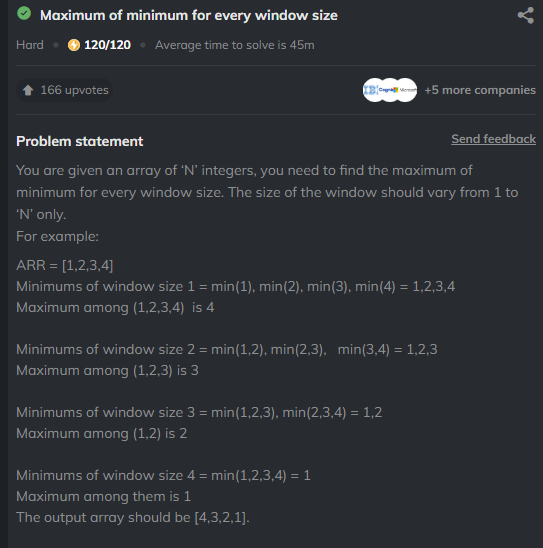 Maximum of minimum for every window size
Hard 120/120 Average time to solve is 45m
166 upvotes +5 more companies
Problem statement Send feedback
You are given an array of ‘N’ integers, you need to find the maximum of
minimum for every window size. The size of the window should vary from 1 to
‘N’ only.
For example:
ARR = [1,2,3,4]
Minimums of window size 1 = min(1), min(2), min(3), min(4) = 1,2,3,4
Maximum among (1,2,3,4) is 4
Minimums of window size 2 = min(1,2), min(2,3), min(3,4) = 1,2,3
Maximum among (1,2,3) is 3
Minimums of window size 3 = min(1,2,3), min(2,3,4) = 1,2
Maximum among (1,2) is 2
Minimums of window size 4 = min(1,2,3,4) = 1
Maximum among them is 1
The output array should be [4,3,2,1].